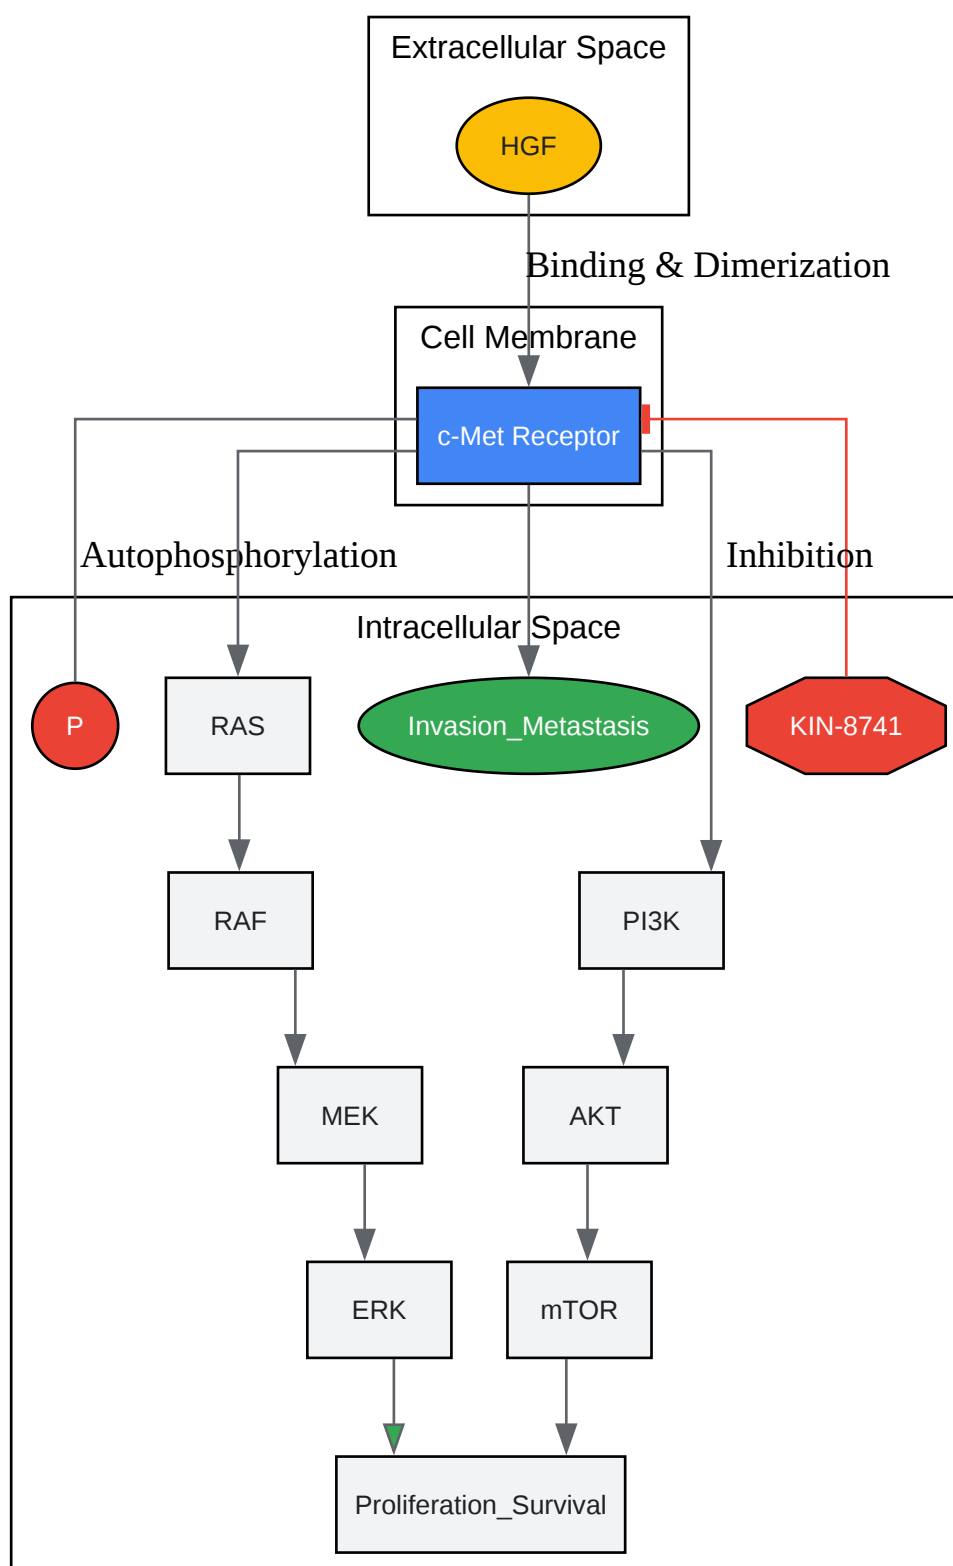 Extracellular Space
HGF
Binding & Dimerization
Cell Membrane
c-Met Receptor
Autophosphorylation
Inhibition
Intracellular Space
P
RAS
Invasion_Metastasis
KIN-8741
RAF
PI3K
MEK
AKT
ERK
mTOR
Proliferation_Survival